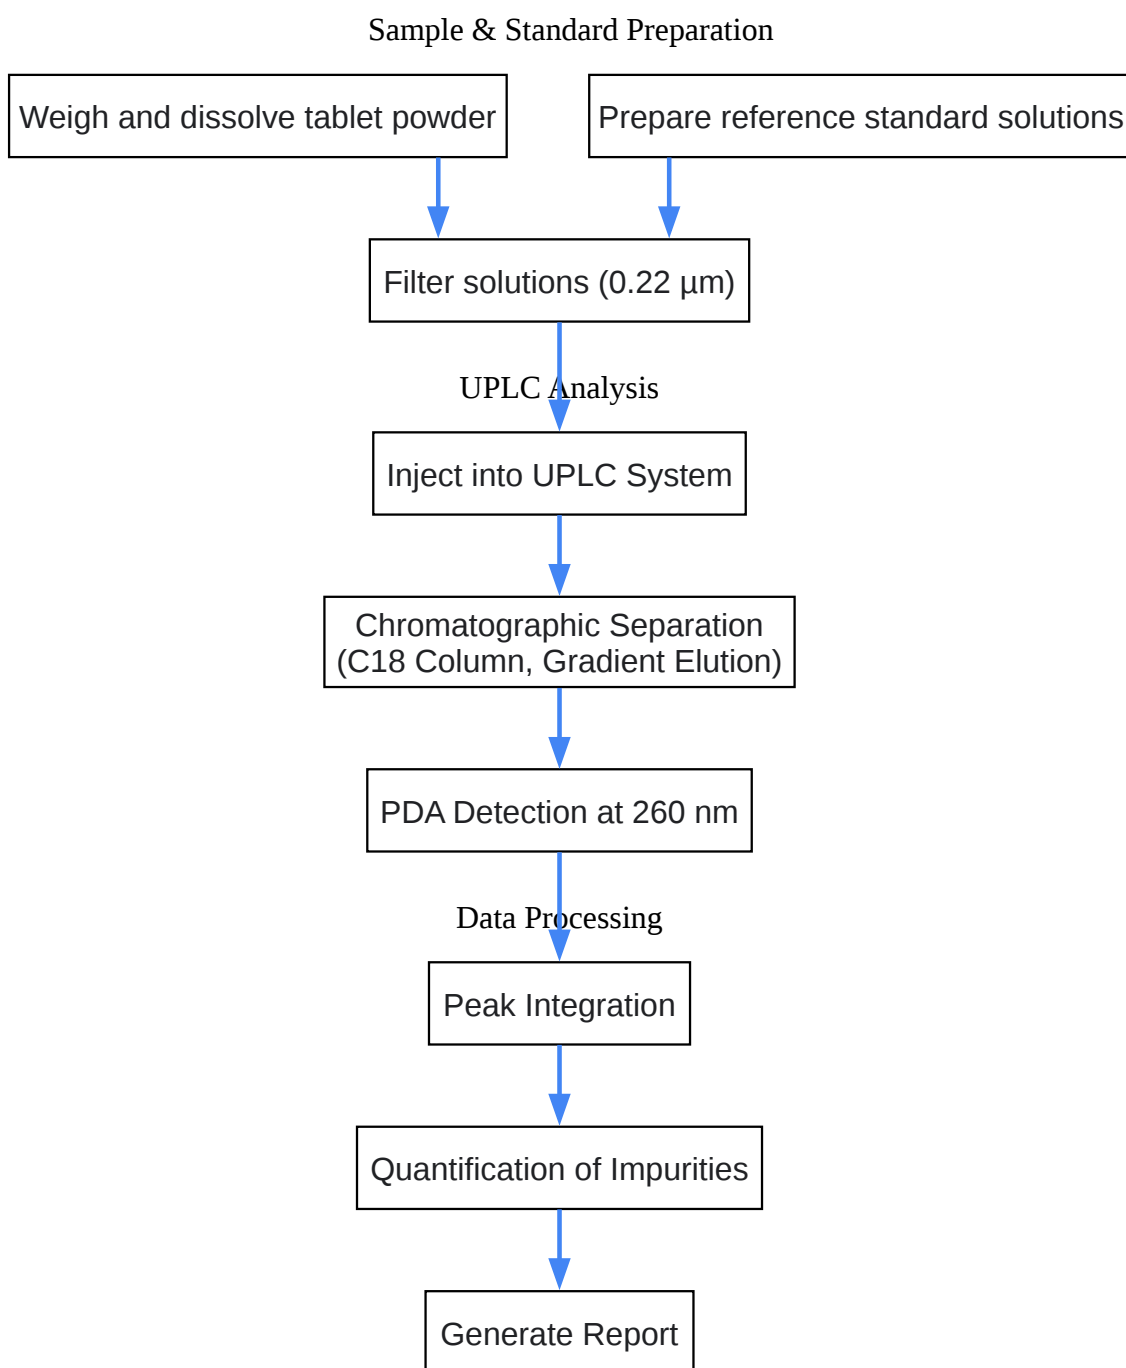 Sample & Standard Preparation
Weigh and dissolve tablet powder
Prepare reference standard solutions
Filter solutions (0.22 µm)
UPLC Analysis
Inject into UPLC System
Chromatographic Separation
(C18 Column, Gradient Elution)
PDA Detection at 260 nm
Data Processing
Peak Integration
Quantification of Impurities
Generate Report